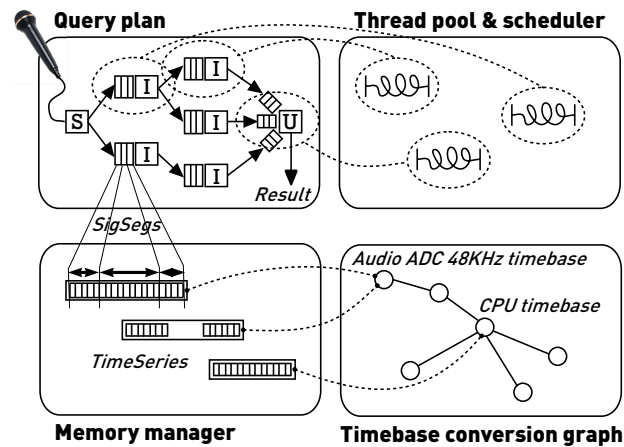 Query plan
Thread pool & scheduler
I
I
S
I
U
I
I
Result
SigSegs
Audio ADC 48KHz timebase
CPU timebase
TimeSeries
Memory manager
Timebase conversion graph